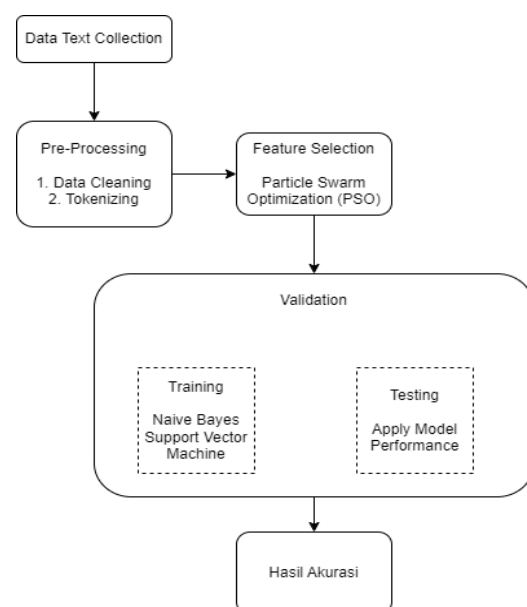 Data Text Collection
Pre-Processing
1. Data Cleaning
2. Tokenizing
Feature Selection
Particle Swarm
Optimization (PSO)
Validation
Training
Naive Bayes
Support Vector
Machine
Testing
Apply Model
Performance
Hasil Akurasi